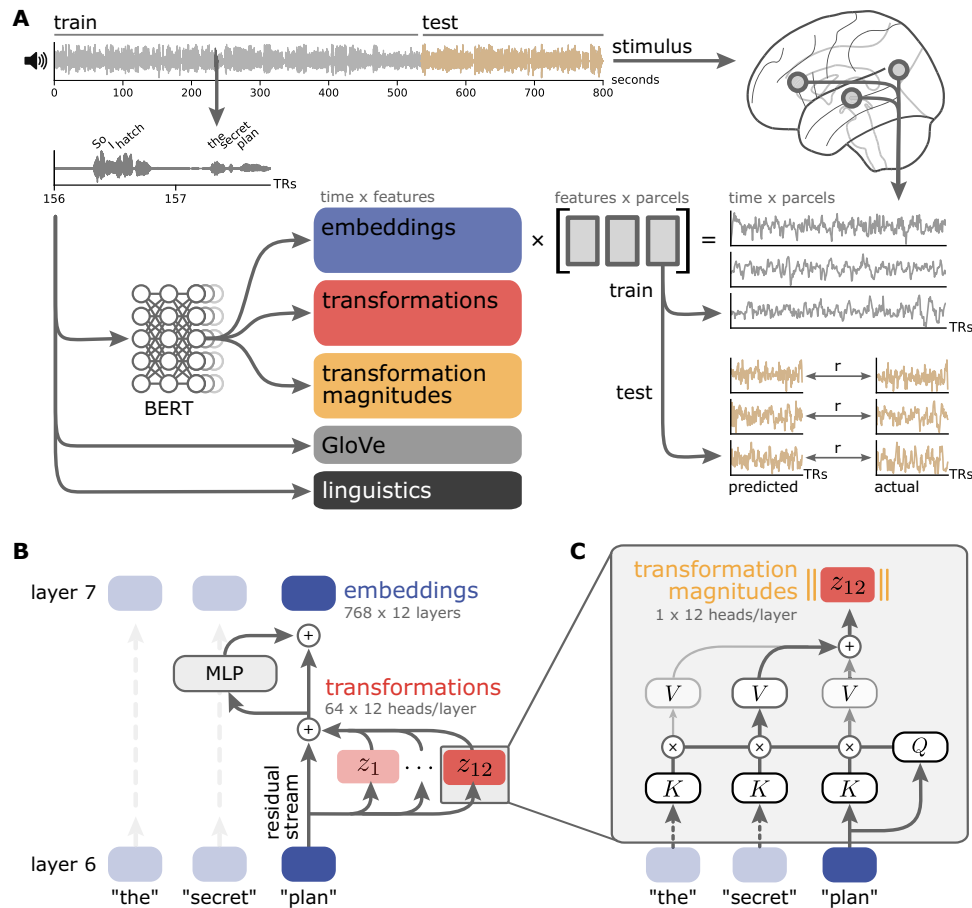 A
train
test
stimulus
seconds
0 100 200 300 400 500 600 700 800
So I hatch
the secret plan
TRs
156 157
time x features
features x parcels
time x parcels
embeddings
× [ ] =
transformations
train
TRs
transformation
magnitudes
BERT
test
r
r
r
GloVe
linguistics
TRs
TRs
predicted
actual
B
layer 7
embeddings
768 x 12 layers
+
MLP
transformations
64 x 12 heads/layer
+
z1 ··· z12
residual
stream
layer 6
"the" "secret" "plan"
C
transformation
magnitudes
|| z12 ||
1 x 12 heads/layer
+
V V V
× × × Q
K K K
"the" "secret" "plan"